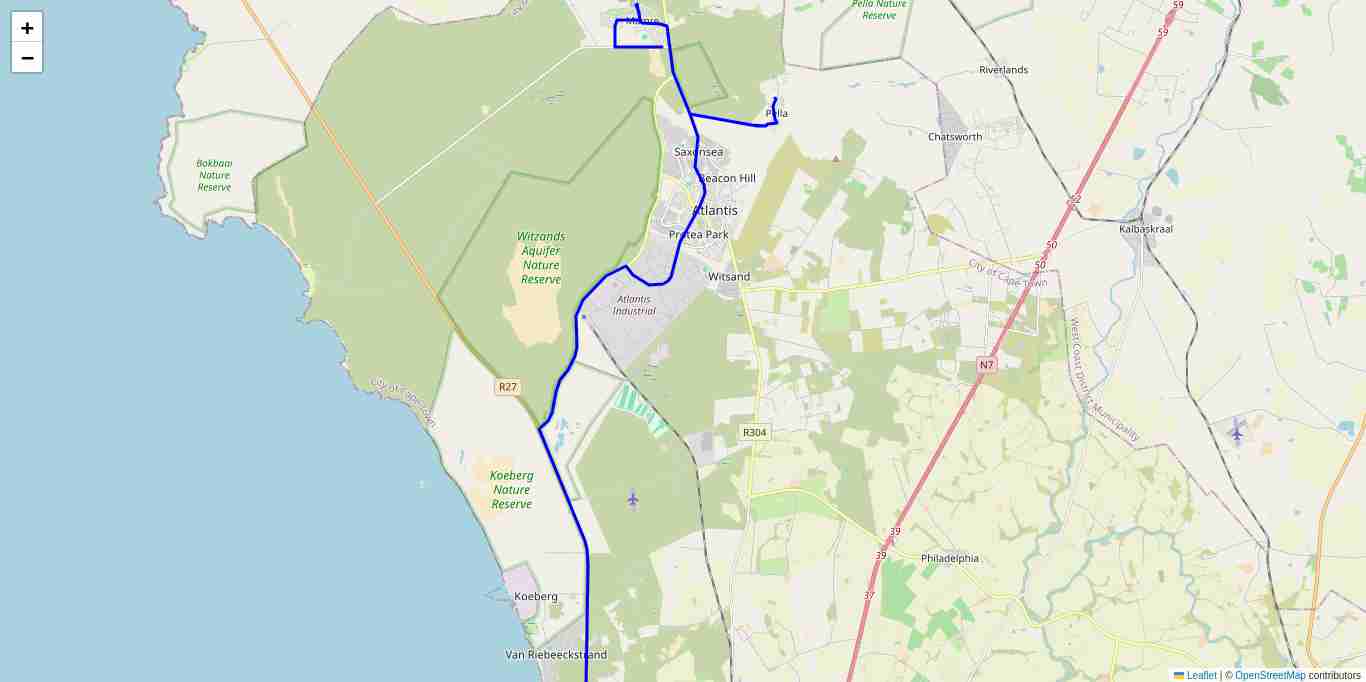 +
−
59
Pella Nature
Reserve
Mamre
59
Riverlands
Pella
Chatsworth
Saxonsea
Bokbaai
Nature
Reserve
Beacon Hill
52
Atlantis
Kalbaskraal
Protea Park
Witzands
Aquifer
Nature
Reserve
50
50
City of Cape Town
Witsand
Atlantis
Industrial
West Coast District Municipality
N7
R27
City of Cape Town
R304
Koeberg
Nature
Reserve
39
39
Philadelphia
37
Koeberg
Van Riebeeckstrand
Leaflet | © OpenStreetMap contributors